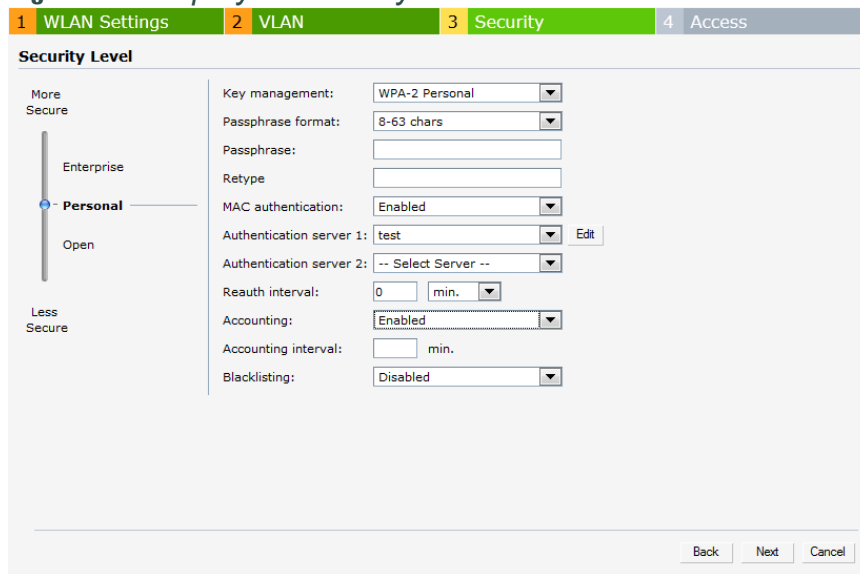 1 WLAN Settings 2 VLAN 3 Security 4 Access
Security Level
More
Secure
Enterprise
Personal
Open
Less
Secure
Key management: WPA-2 Personal
Passphrase format: 8-63 chars
Passphrase:
Retype
MAC authentication: Enabled
Authentication server 1: test Edit
Authentication server 2: -- Select Server --
Reauth interval: 0 min.
Accounting: Enabled
Accounting interval: min.
Blacklisting: Disabled
Back Next Cancel